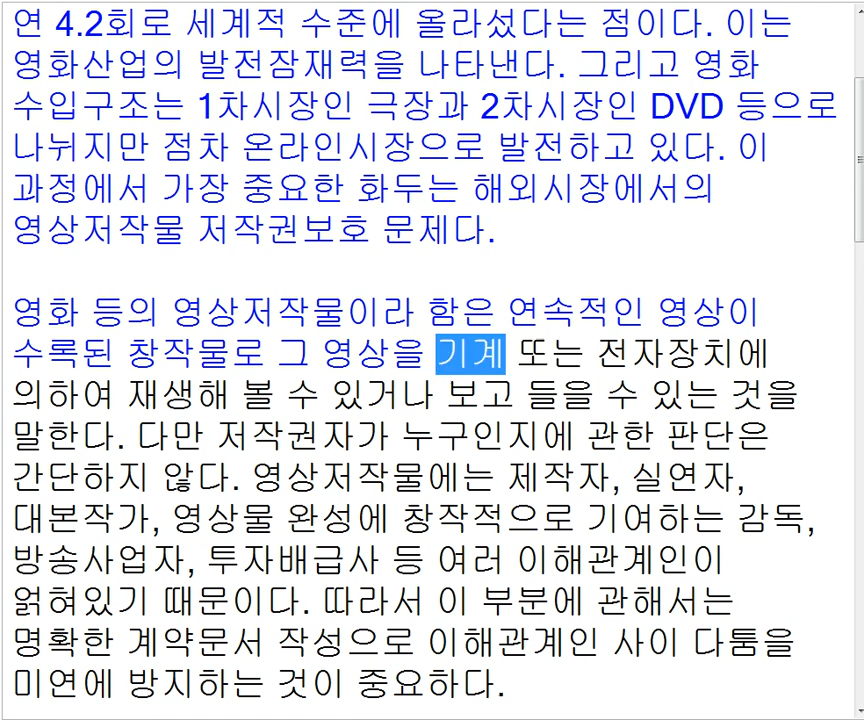 연 4.2회로 세계적 수준에 올라섰다는 점이다. 이는
영화산업의 발전잠재력을 나타낸다. 그리고 영화
수입구조는 1차시장인 극장과 2차시장인 DVD 등으로
나뉘지만 점차 온라인시장으로 발전하고 있다. 이
과정에서 가장 중요한 화두는 해외시장에서의
영상저작물 저작권보호 문제다.
영화 등의 영상저작물이라 함은 연속적인 영상이
수록된 창작물로 그 영상을 기계 또는 전자장치에
의하여 재생해 볼 수 있거나 보고 들을 수 있는 것을
말한다. 다만 저작권자가 누구인지에 관한 판단은
간단하지 않다. 영상저작물에는 제작자, 실연자,
대본작가, 영상물 완성에 창작적으로 기여하는 감독,
방송사업자, 투자배급사 등 여러 이해관계인이
얽혀있기 때문이다. 따라서 이 부분에 관해서는
명확한 계약문서 작성으로 이해관계인 사이 다툼을
미연에 방지하는 것이 중요하다.